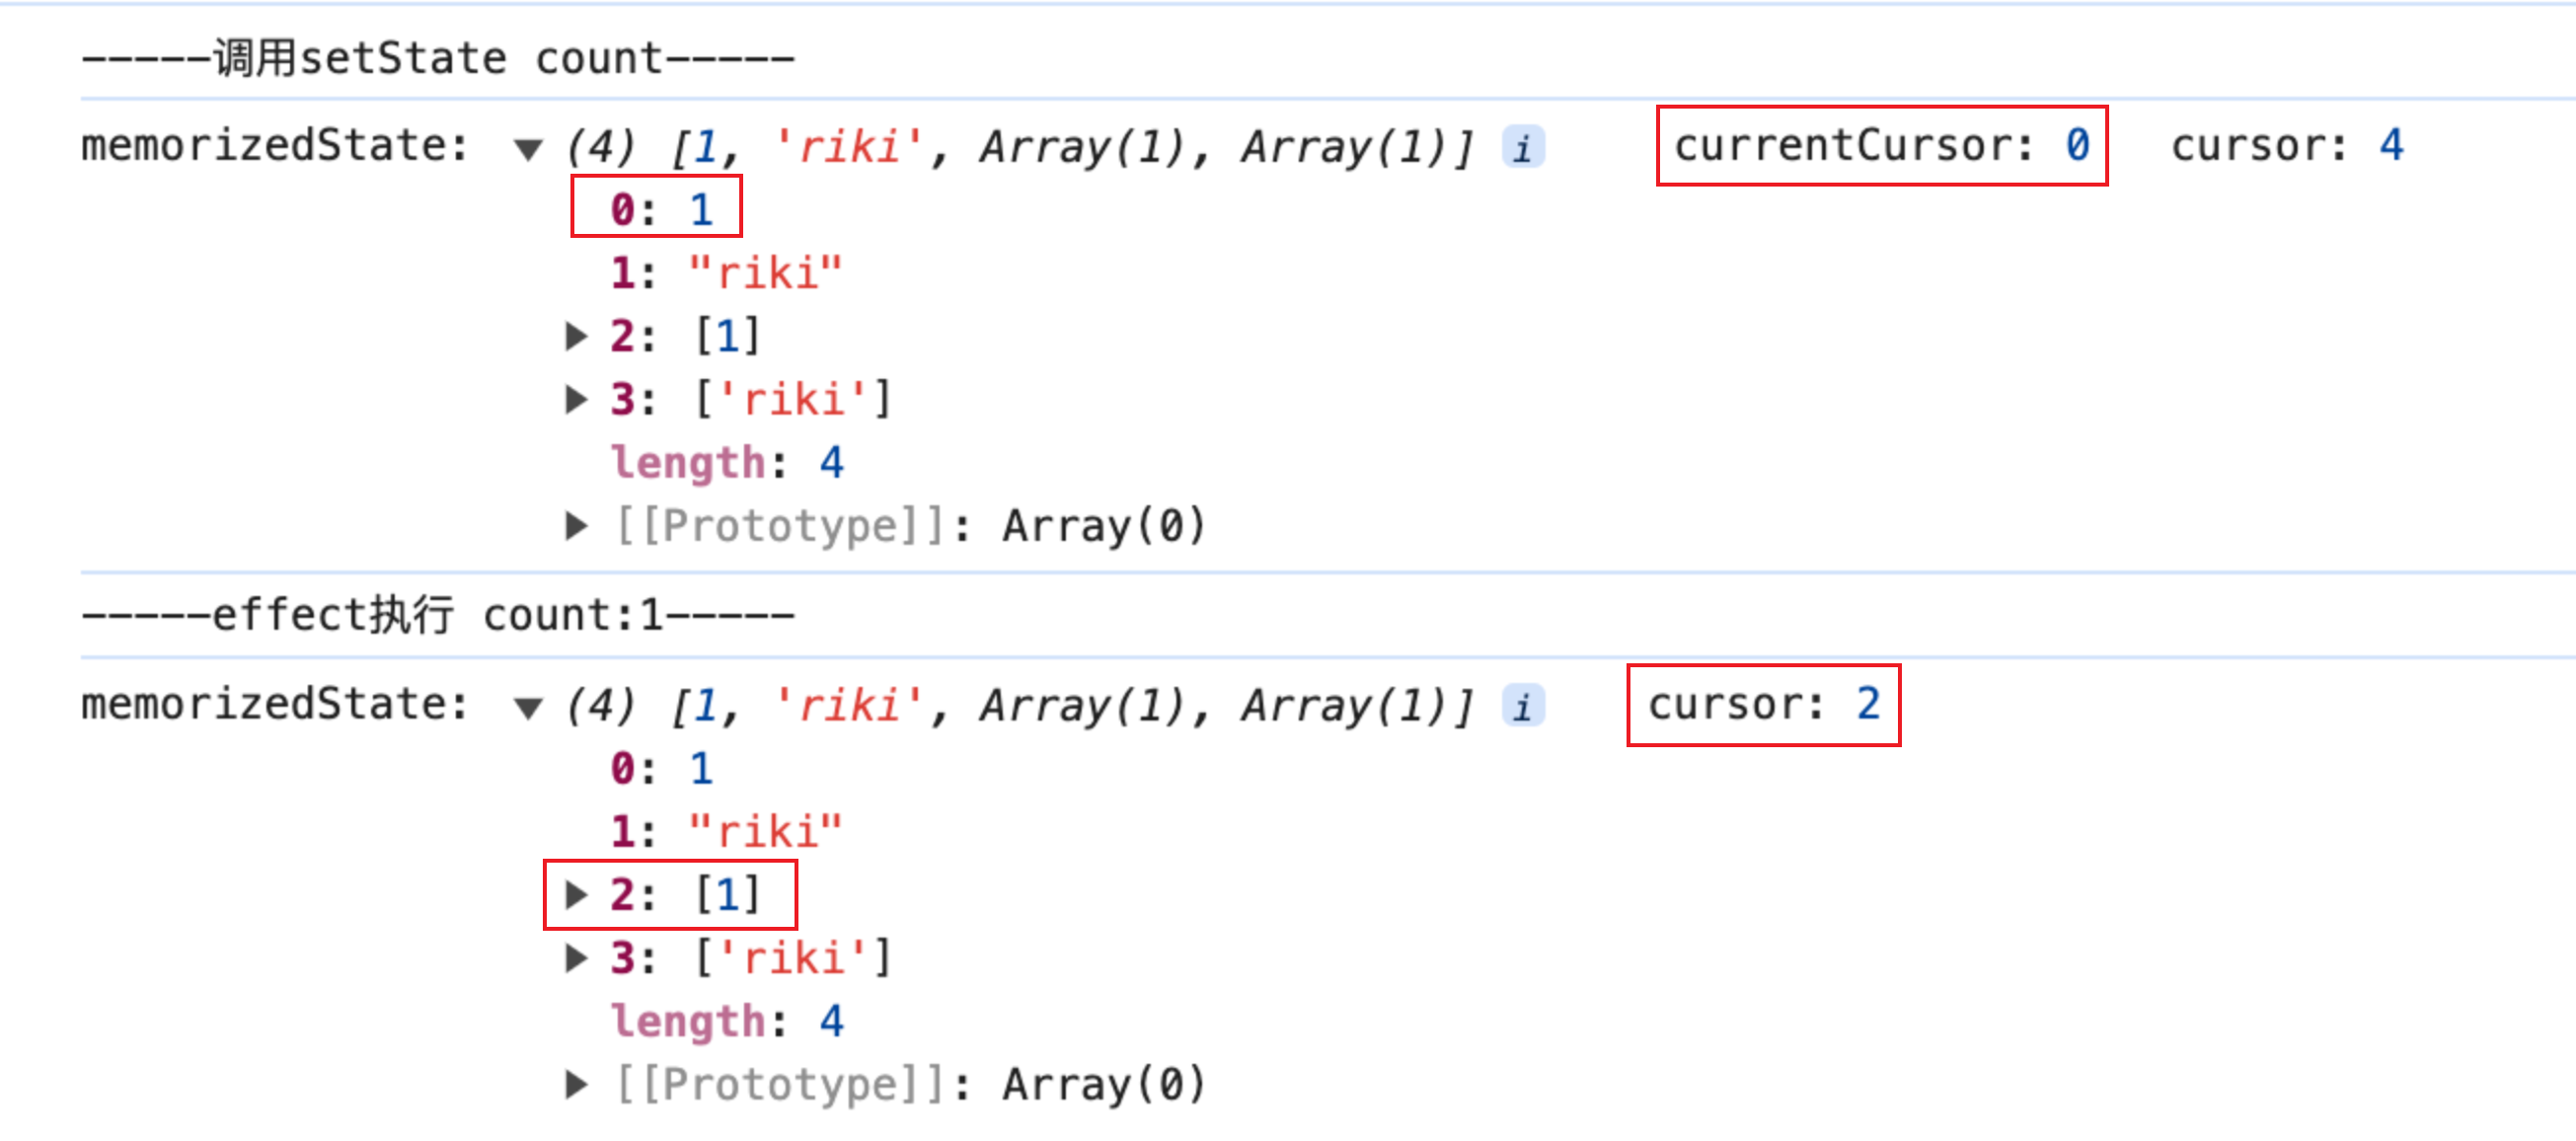 -----调用setState count-----
memorizedState: ▼ (4) [1, 'riki', Array(1), Array(1)] i currentCursor: 0 cursor: 4
0: 1
1: "riki"
▶ 2: [1]
▶ 3: ['riki']
length: 4
▶ [[Prototype]]: Array(0)
-----effect执行 count:1-----
memorizedState: ▼ (4) [1, 'riki', Array(1), Array(1)] i cursor: 2
0: 1
1: "riki"
▶ 2: [1]
▶ 3: ['riki']
length: 4
▶ [[Prototype]]: Array(0)